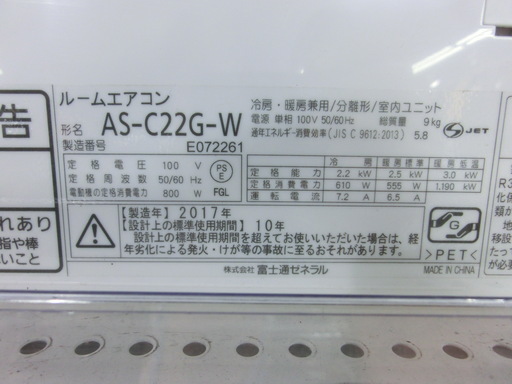 告
れあり
指や棒
いこと
ルームエアコン
形名 AS-C22G-W
製造番号 E072261
冷房・暖房兼用/分離形/室内ユニット
電源 単相 100V 50/60Hz 総質量 9kg
通年エネルギー消費効率(JIS C 9612:2013) 5.8
S JET
定格電圧 100 V
定格周波数 50/60 Hz
電動機の定格消費電力 800 W
PS
E
FGL
冷房 暖房標準 暖房低温
定格能力 2.2 kW 2.5 kW 3.0 kW
定格消費電力 610 W 555 W 1,190 kW
運転電流 7.2 A 6.5 A
【製造年】2017年
【設計上の標準使用期間】10年
設計上の標準使用期間を超えてお使いいただいた場合は、経
年劣化による発火・けが等の事故に至るおそれがあります。
株式会社 富士通ゼネラル
G
>PET<
MADE IN CHINA